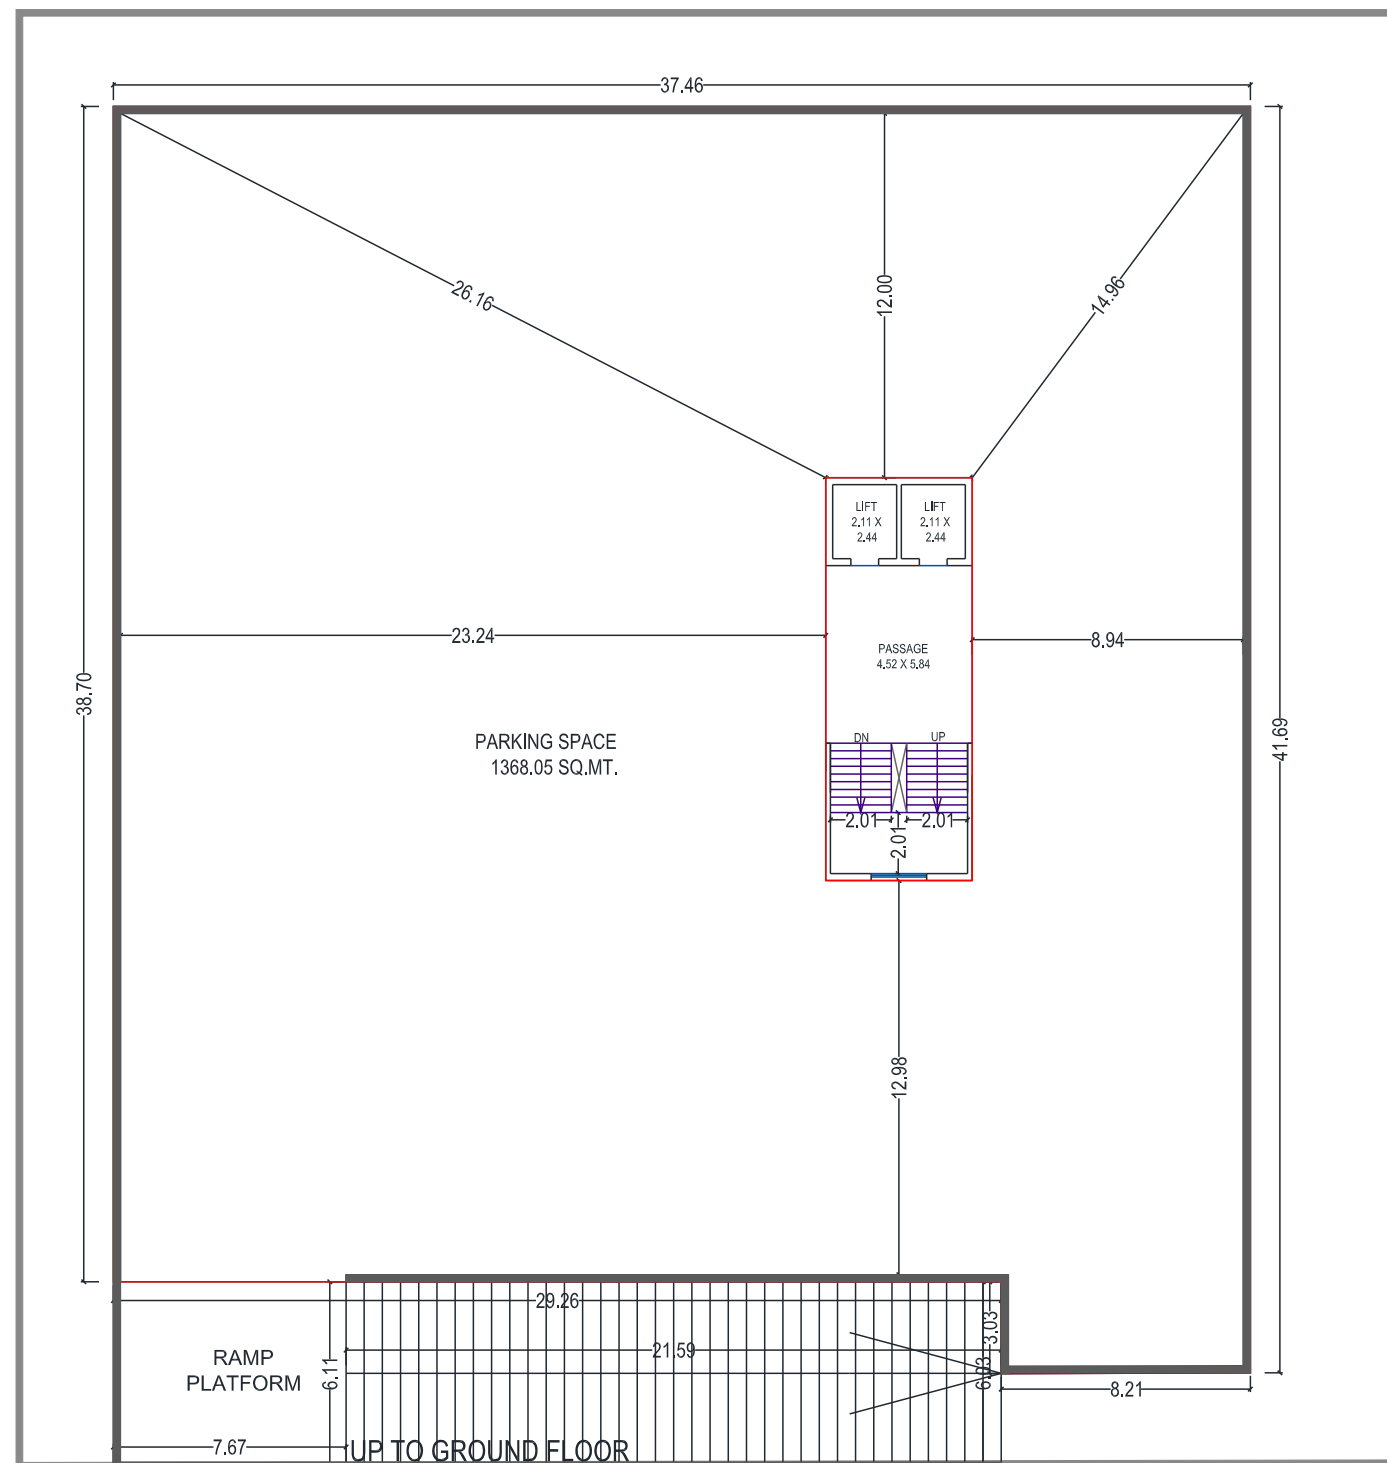 37.46
26.16
12.00
14.96
LIFT
2.11 X
2.44
LIFT
2.11 X
2.44
23.24
8.94
PASSAGE
4.52 X 5.84
38.70
41.69
PARKING SPACE
1368.05 SQ.MT.
DN
UP
2.01
2.01
2.01
12.98
29.26
3.03
21.59
RAMP
PLATFORM
6.11
6.03
8.21
7.67
UP TO GROUND FLOOR